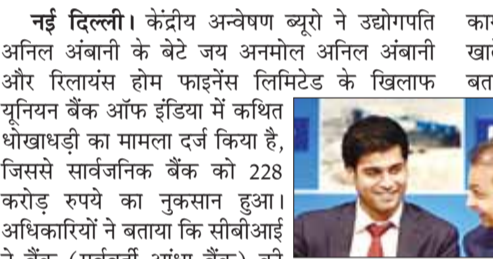 नई दिल्ली। केंद्रीय अन्वेषण ब्यूरो ने उद्योगपति
अनिल अंबानी के बेटे जय अनमोल अनिल अंबानी
और रिलायंस होम फाइनेंस लिमिटेड के खिलाफ
यूनियन बैंक ऑफ इंडिया में कथित
धोखाधड़ी का मामला दर्ज किया है,
जिससे सार्वजनिक बैंक को 228
करोड़ रुपये का नुकसान हुआ।
अधिकारियों ने बताया कि सीबीआई